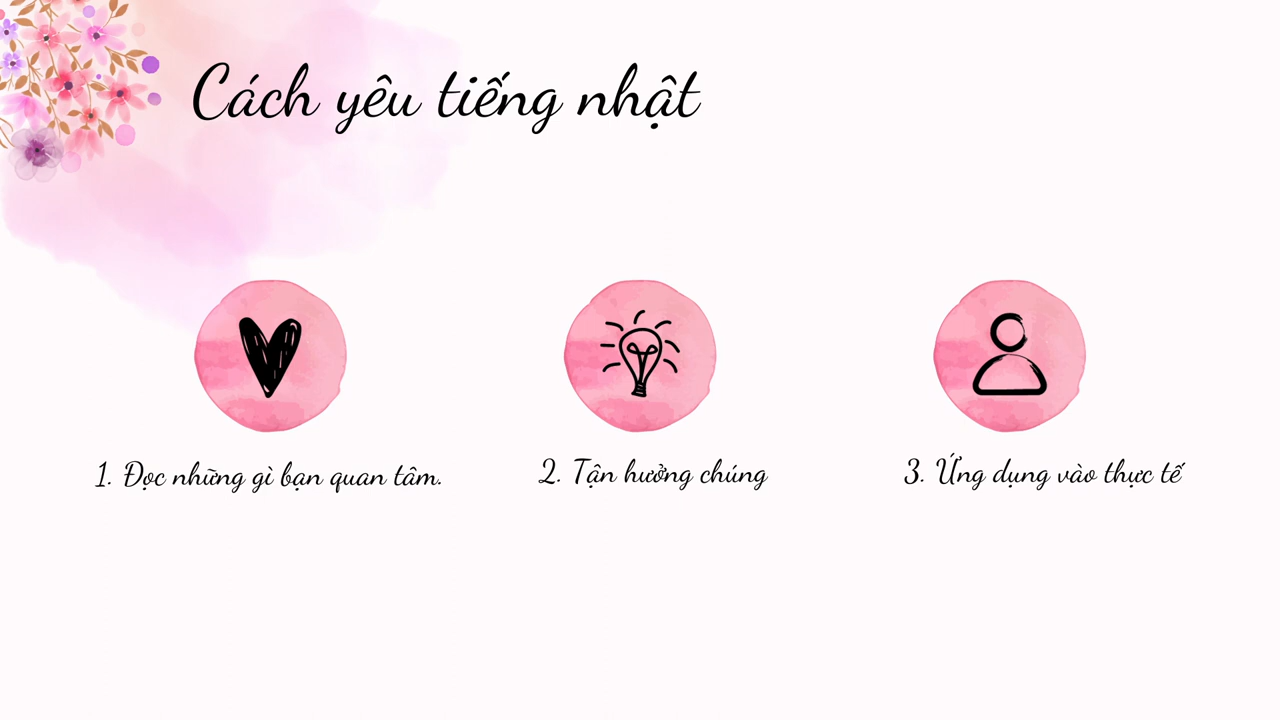 Cách yêu tiếng nhật
1. Đọc những gì bạn quan tâm.
2. Tận hưởng chúng
3. Ứng dụng vào thực tế